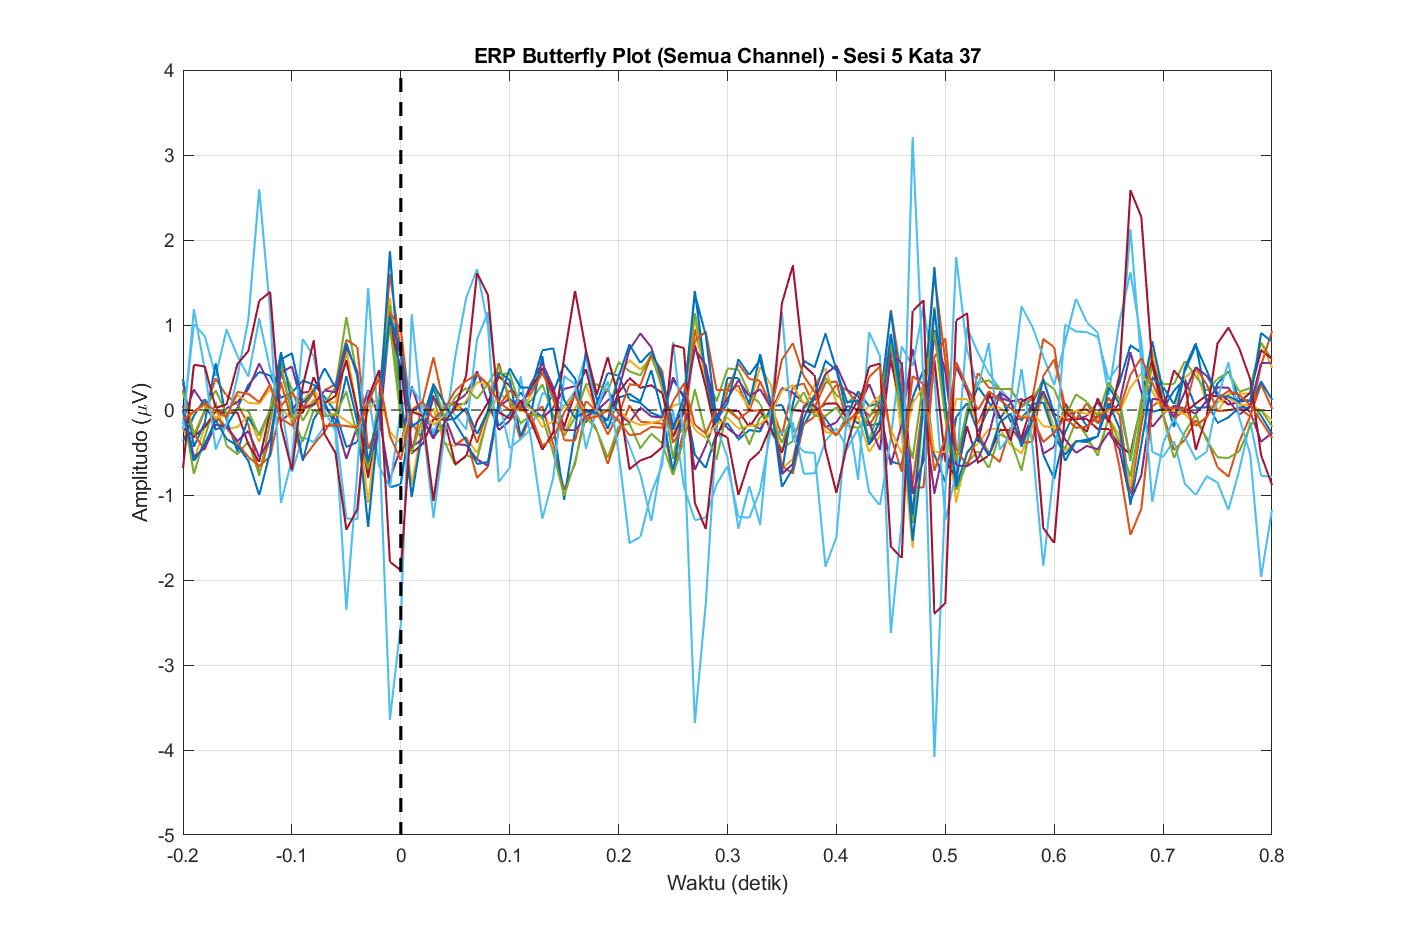 ERP Butterfly Plot (Semua Channel) - Sesi 5 Kata 37
4
3
2
1
0
-1
-2
-3
-4
-5
Amplitudo (μV)
-0.2 -0.1 0 0.1 0.2 0.3 0.4 0.5 0.6 0.7 0.8
Waktu (detik)